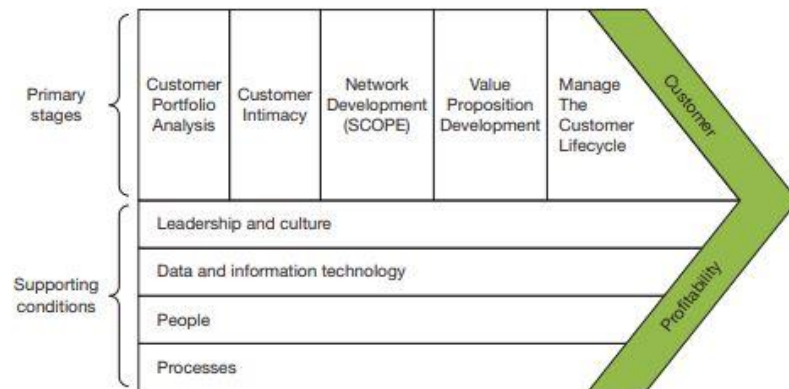 Primary
stages
Customer
Portfolio
Analysis
Customer
Intimacy
Network
Development
(SCOPE)
Value
Proposition
Development
Manage
The
Customer
Lifecycle
Customer
Supporting
conditions
Leadership and culture
Data and information technology
People
Processes
Profitability